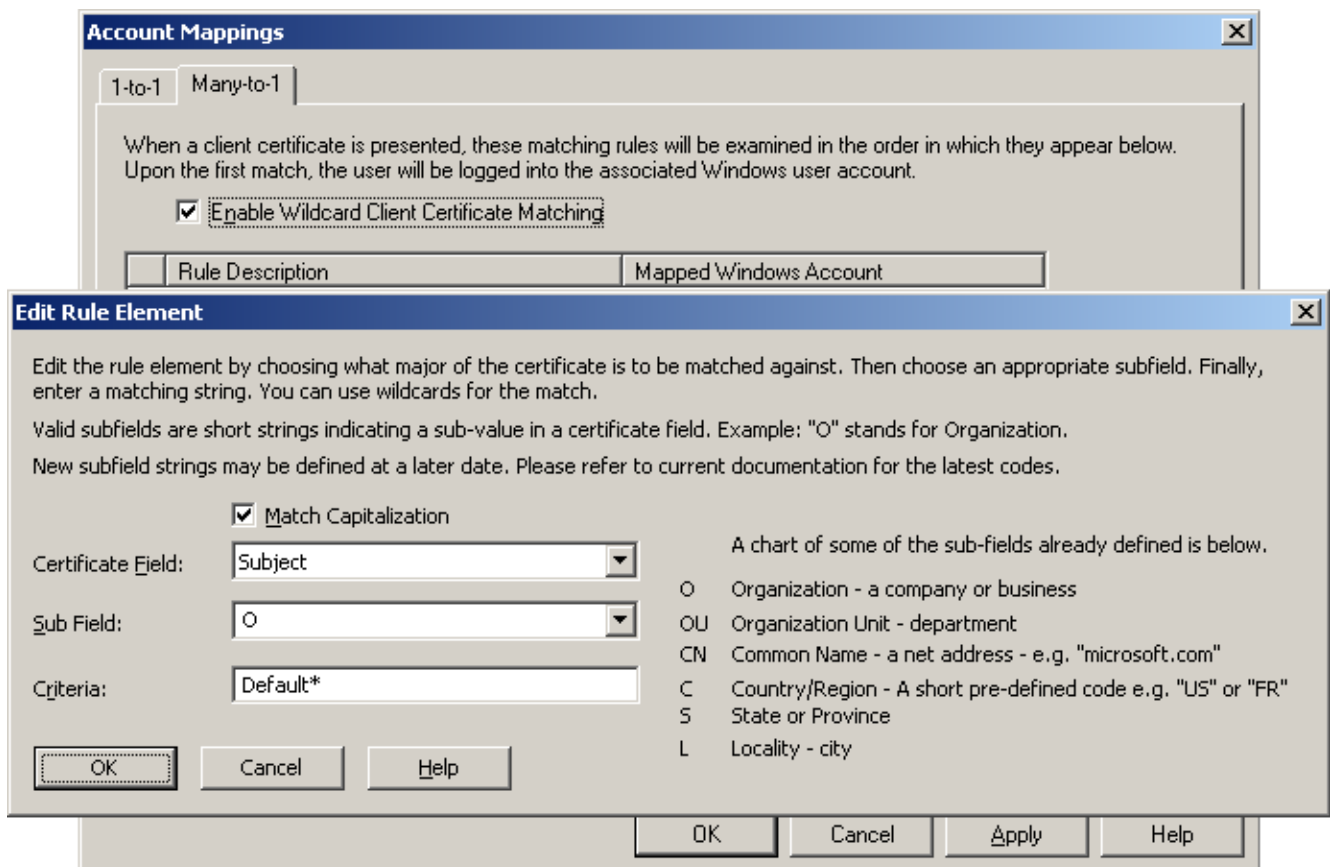 Account Mappings
1-to-1
Many-to-1
When a client certificate is presented, these matching rules will be examined in the order in which they appear below.
Upon the first match, the user will be logged into the associated Windows user account.
Enable Wildcard Client Certificate Matching
Rule Description
Mapped Windows Account
Edit Rule Element
Edit the rule element by choosing what major of the certificate is to be matched against. Then choose an appropriate subfield. Finally,
enter a matching string. You can use wildcards for the match.
Valid subfields are short strings indicating a sub-value in a certificate field. Example: "O" stands for Organization.
New subfield strings may be defined at a later date. Please refer to current documentation for the latest codes.
Match Capitalization
Certificate Field:
Subject
Sub Field:
O
Criteria:
Default*
A chart of some of the sub-fields already defined is below.
O Organization - a company or business
OU Organization Unit - department
CN Common Name - a net address - e.g. "microsoft.com"
C Country/Region - A short pre-defined code e.g. "US" or "FR"
S State or Province
L Locality - city
OK
Cancel
Help
OK
Cancel
Apply
Help